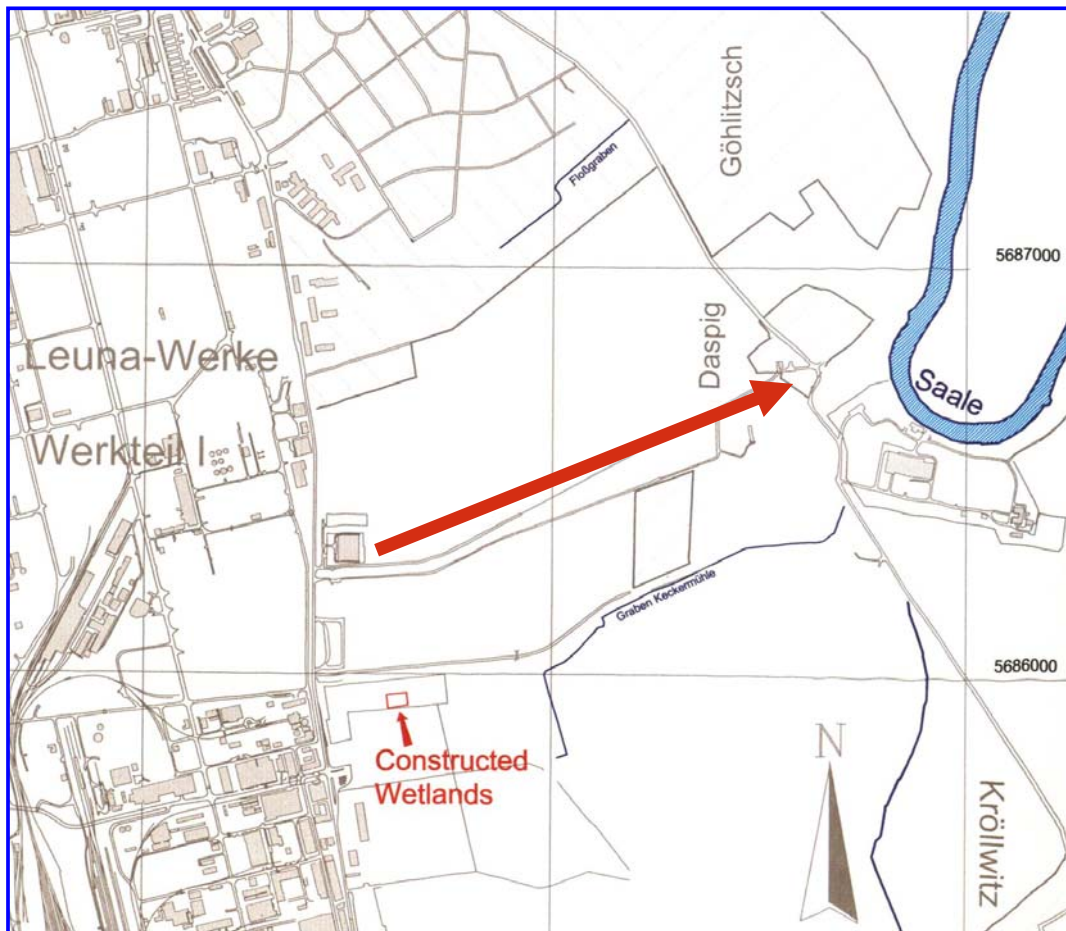 Göhlitzsch
Floßgraben
5687000
Leuna-Werke
Daspig
Saale
Werkteil I
Graben Keckermühle
5686000
Constructed
Wetlands
N
Kröllwitz